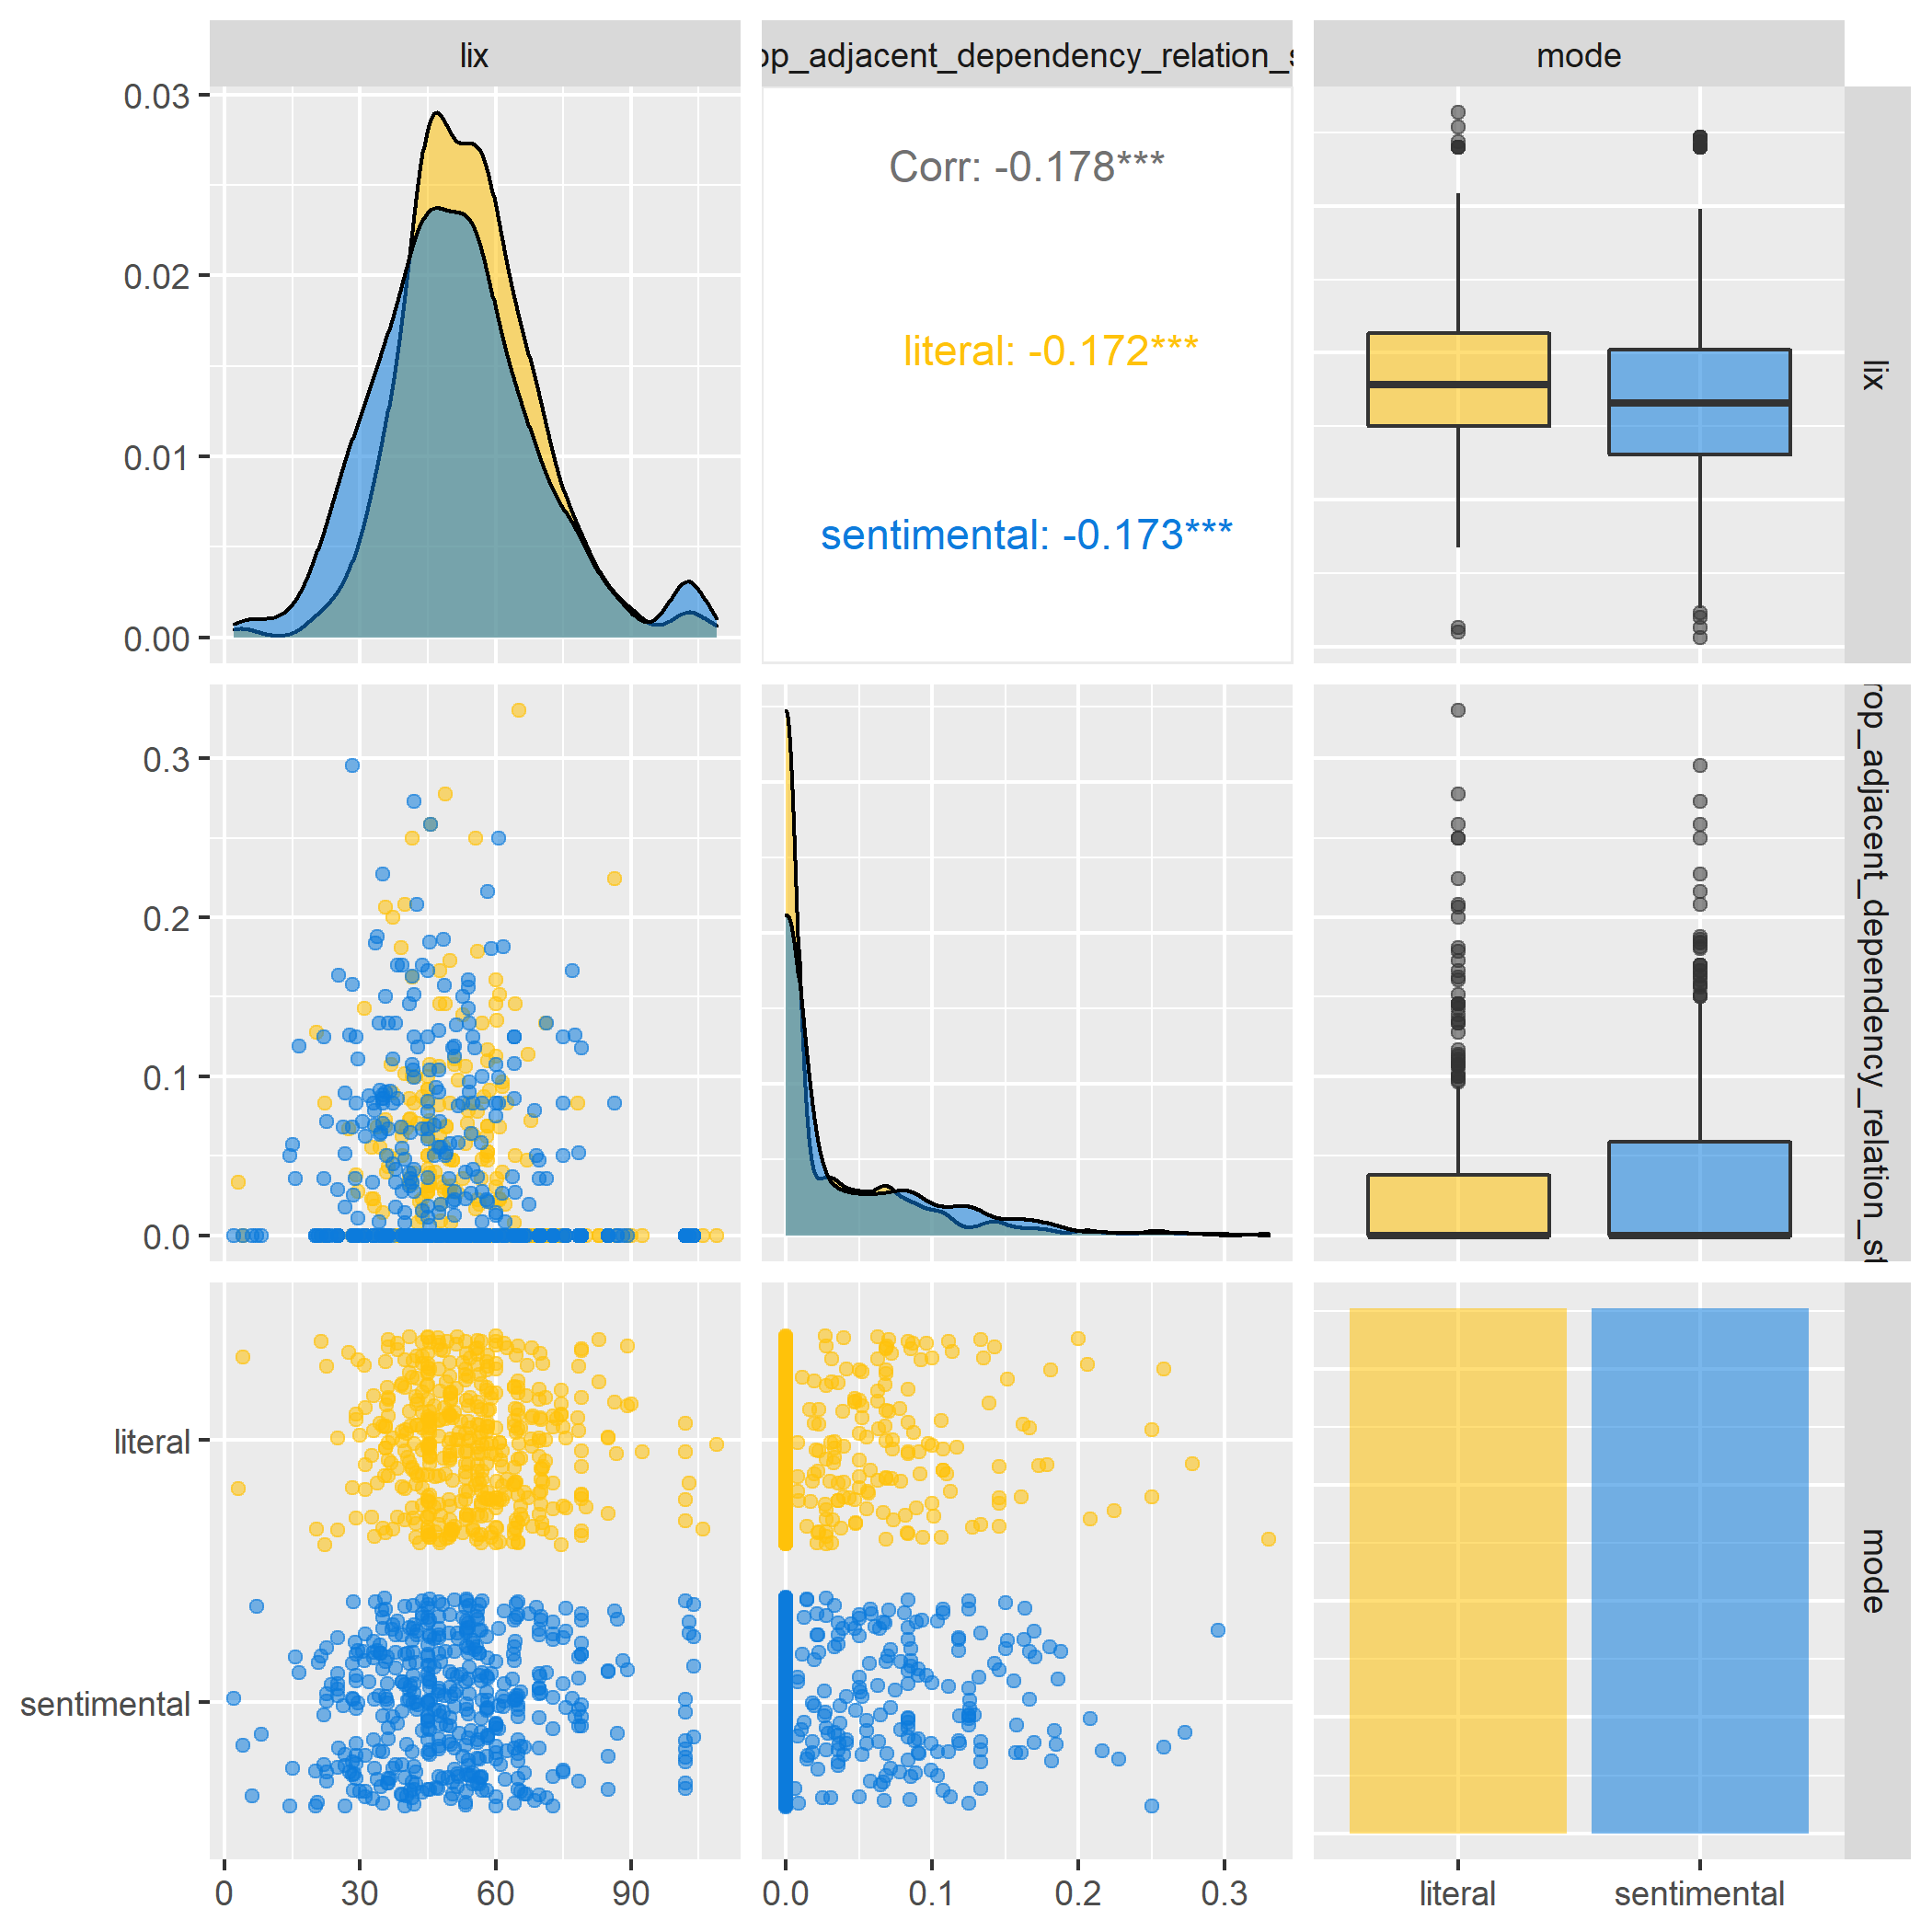 lix
op_adjacent_dependency_relation_s
mode
0.03
0.02
0.01
0.00
Corr: -0.178***
literal: -0.172***
sentimental: -0.173***
lix
0.3
0.2
0.1
0.0
rop_adjacent_dependency_relation_st
literal
sentimental
mode
0
30
60
90
0.0
0.1
0.2
0.3
literal
sentimental